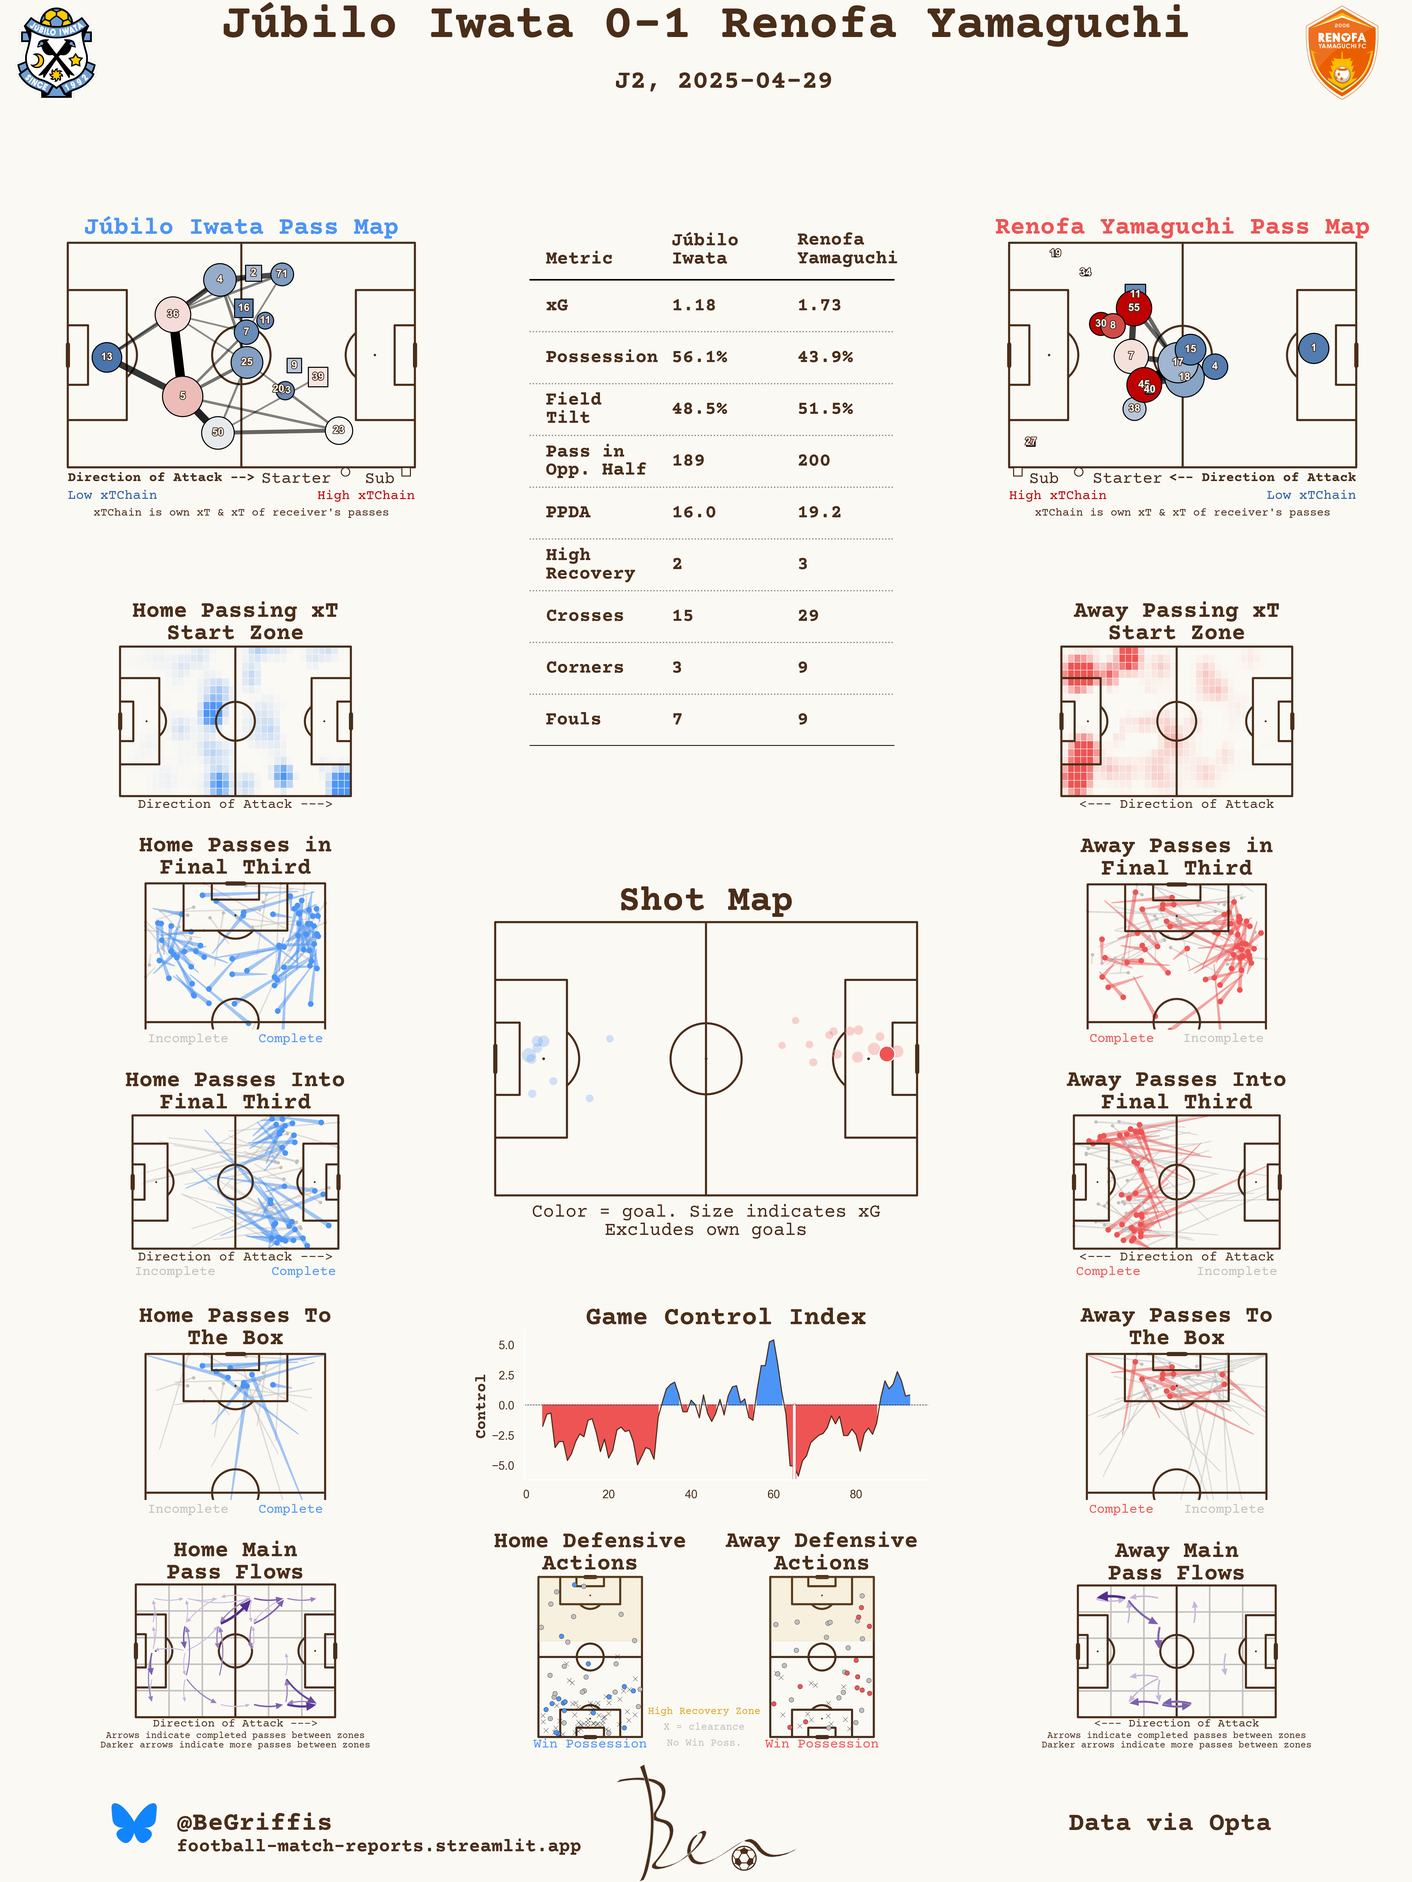 Júbilo Iwata 0-1 Renofa Yamaguchi
J2, 2025-04-29
JUBILO IWATA
SINCE 1992
2006
RENOFA
YAMAGUCHI FC
Júbilo Iwata Pass Map
4
2
71
36
16
11
7
13
25
9
39
20
3
5
50
23
Direction of Attack --> Starter Sub
Low xTChain High xTChain
xTChain is own xT & xT of receiver's passes
Metric Júbilo Iwata Renofa Yamaguchi
xG 1.18 1.73
Possession 56.1% 43.9%
Field Tilt 48.5% 51.5%
Pass in Opp. Half 189 200
PPDA 16.0 19.2
High Recovery 2 3
Crosses 15 29
Corners 3 9
Fouls 7 9
Renofa Yamaguchi Pass Map
19
34
11
55
30
8
7
17
15
1
4
18
45
40
38
27
Sub Starter <-- Direction of Attack
High xTChain Low xTChain
xTChain is own xT & xT of receiver's passes
Home Passing xT
Start Zone
Direction of Attack --->
Away Passing xT
Start Zone
<--- Direction of Attack
Home Passes in
Final Third
Incomplete Complete
Shot Map
Color = goal. Size indicates xG
Excludes own goals
Away Passes in
Final Third
Complete Incomplete
Home Passes Into
Final Third
Direction of Attack --->
Incomplete Complete
Away Passes Into
Final Third
<--- Direction of Attack
Complete Incomplete
Home Passes To
The Box
Incomplete Complete
Game Control Index
Control
5.0
2.5
0.0
−2.5
−5.0
0 20 40 60 80
Away Passes To
The Box
Complete Incomplete
Home Main
Pass Flows
Direction of Attack --->
Arrows indicate completed passes between zones
Darker arrows indicate more passes between zones
Home Defensive
Actions
Win Possession
High Recovery Zone
X = clearance
No Win Poss.
Away Defensive
Actions
Win Possession
Away Main
Pass Flows
<--- Direction of Attack
Arrows indicate completed passes between zones
Darker arrows indicate more passes between zones
@BeGriffis
football-match-reports.streamlit.app
Ben
Data via Opta